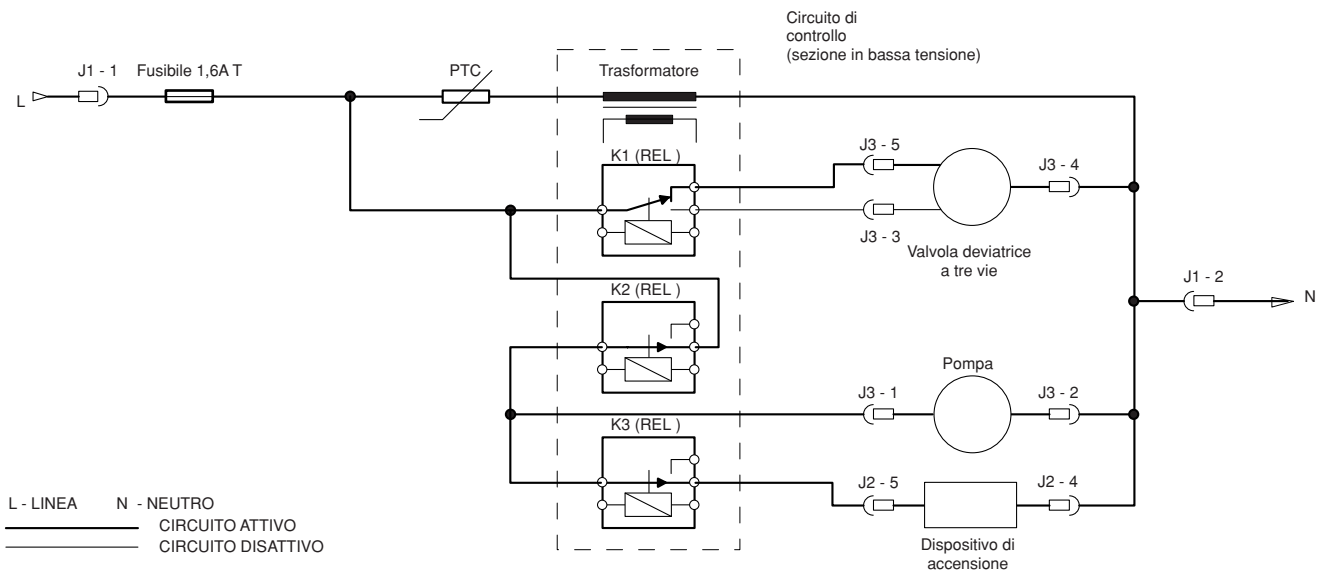 Circuito di
controllo
(sezione in bassa tensione)
J1 - 1
Fusibile 1,6A T
PTC
Trasformatore
L
K1 (REL )
J3 - 5
J3 - 4
J3 - 3
Valvola deviatrice
a tre vie
K2 (REL )
J1 - 2
N
Pompa
J3 - 1
J3 - 2
K3 (REL )
J2 - 5
J2 - 4
Dispositivo di
accensione
L - LINEA N - NEUTRO
CIRCUITO ATTIVO
CIRCUITO DISATTIVO